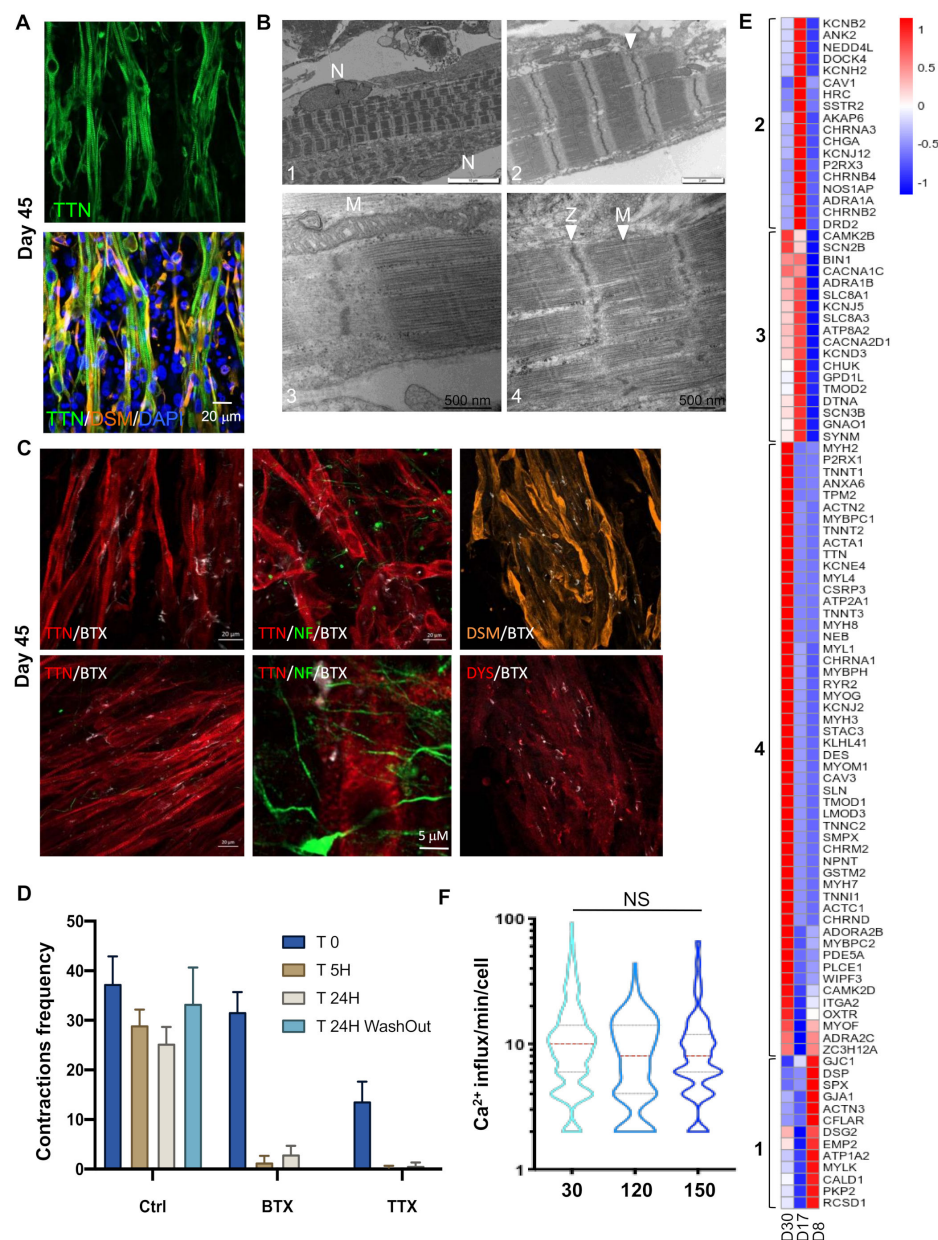 A
TTN
Day 45
TTN/DSM/DAPI
20 μm
B
N
N
1
2
M
3
500 nm
Z M
4
500 nm
C
Day 45
TTN/BTX
20 μm
TTN/NF/BTX
20 μm
DSM/BTX
TTN/BTX
TTN/NF/BTX
5 μM
DYS/BTX
D
Contractions frequency
50
40
30
20
10
0
T 0
T 5H
T 24H
T 24H WashOut
Ctrl
BTX
TTX
F
NS
Ca²⁺ influx/min/cell
100
10
1
30
120
150
E
1
0.5
0
-0.5
-1
2
KCNB2
ANK2
NEDD4L
DOCK4
KCNH2
CAV1
HRC
SSTR2
AKAP6
CHRNA3
CHGA
KCNJ12
P2RX3
CHRNB4
NOS1AP
ADRA1A
CHRNB2
DRD2
3
CAMK2B
SCN2B
BIN1
CACNA1C
ADRA1B
SLC8A1
KCNJ5
SLC8A3
ATP8A2
CACNA2D1
KCND3
CHUK
GPD1L
TMOD2
DTNA
SCN3B
GNAO1
SYNM
4
MYH2
P2RX1
TNNT1
ANXA6
TPM2
ACTN2
MYBPC1
TNNT2
ACTA1
TTN
KCNE4
MYL4
CSRP3
ATP2A1
TNNT3
MYH8
NEB
MYL1
CHRNA1
MYBPH
RYR2
MYOG
KCNJ2
MYH3
STAC3
KLHL41
DES
MYOM1
CAV3
SLN
TMOD1
LMOD3
TNNC2
SMPX
CHRM2
NPNT
GSTM2
MYH7
TNNI1
ACTC1
CHRND
ADORA2B
MYBPC2
PDE5A
PLCE1
WIPF3
CAMK2D
ITGA2
OXTR
MYOF
ADRA2C
ZC3H12A
1
GJC1
DSP
SPX
GJA1
ACTN3
CFLAR
DSG2
EMP2
ATP1A2
MYLK
CALD1
PKP2
RCSD1
D30
D17
D8